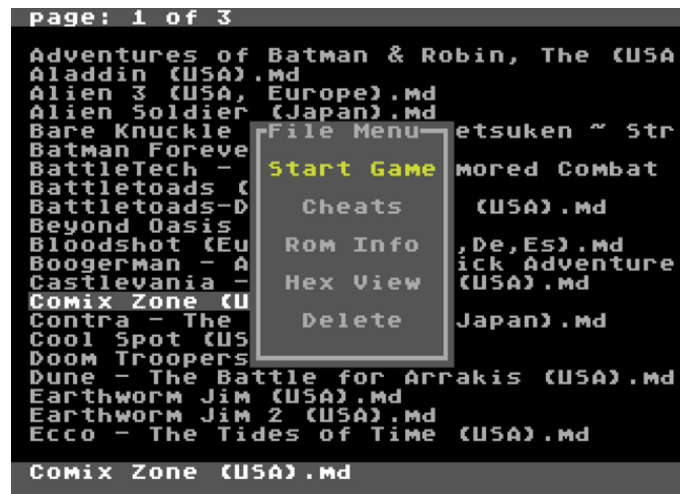 page: 1 of 3
Adventures of Batman & Robin, The (USA
Aladdin (USA).md
Alien 3 (USA, Europe).md
Alien Soldier (Japan).md
Bare Knuckle etsuken ~ Str
Batman Foreve
BattleTech - mored Combat
Battletoads (
Battletoads-D (USA).md
Beyond Oasis
Bloodshot (Eu ,De,Es).md
Boogerman - A ick Adventure
Castlevania - (USA).md
Comix Zone (U
Contra - The Japan).md
Cool Spot (US
Doom Troopers
Dune - The Battle for Arrakis (USA).md
Earthworm Jim (USA).md
Earthworm Jim 2 (USA).md
Ecco - The Tides of Time (USA).md
File Menu
Start Game
Cheats
Rom Info
Hex View
Delete
Comix Zone (USA).md